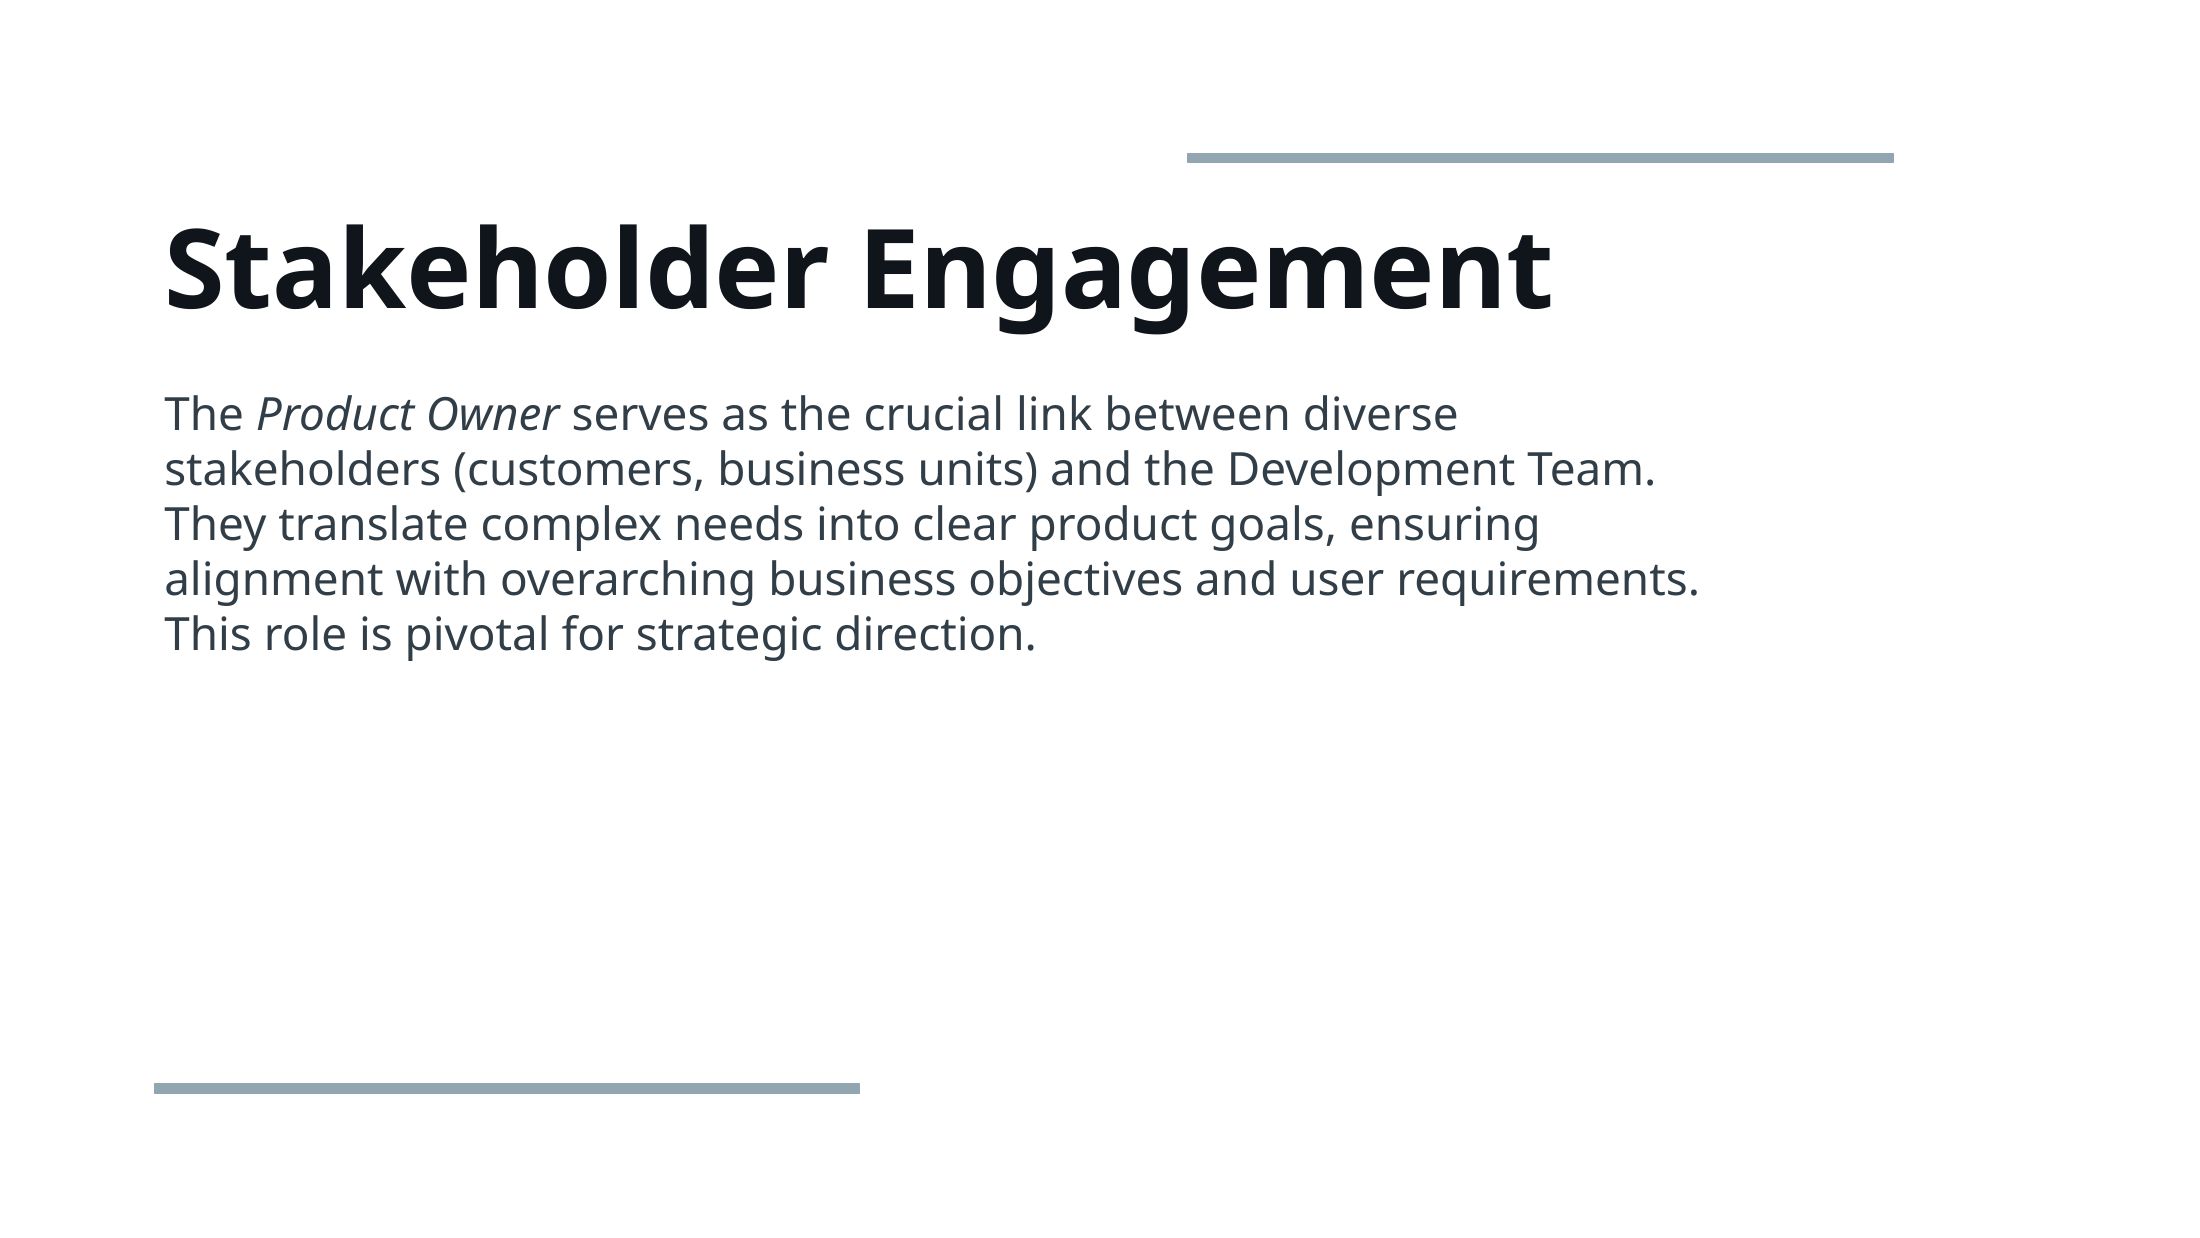 Stakeholder Engagement
The Product Owner serves as the crucial link between diverse
stakeholders (customers, business units) and the Development Team.
They translate complex needs into clear product goals, ensuring
alignment with overarching business objectives and user requirements.
This role is pivotal for strategic direction.